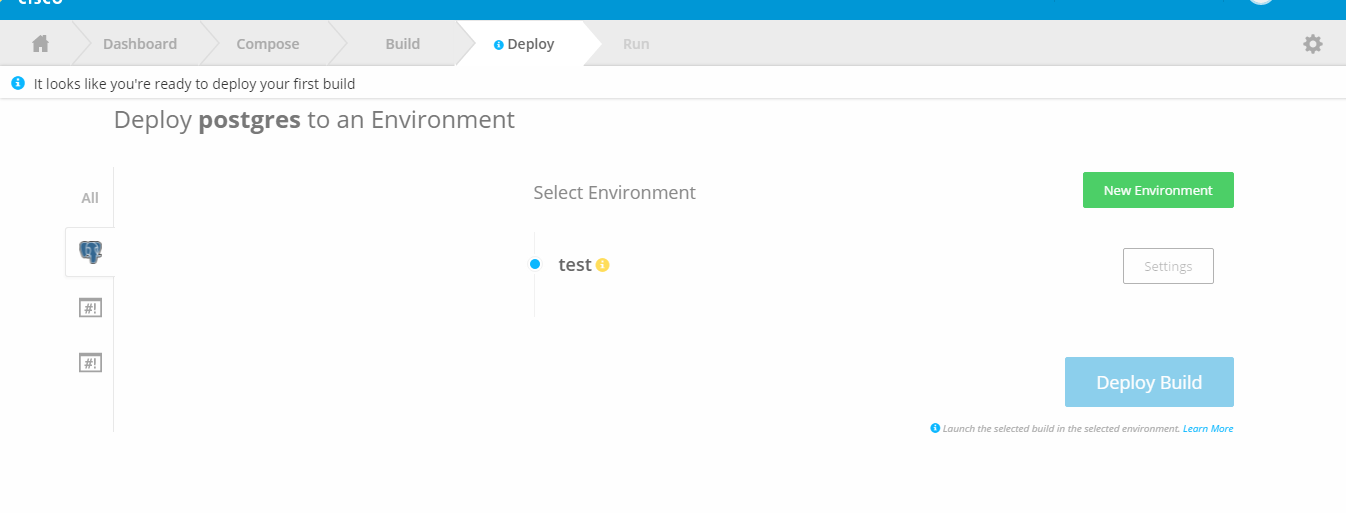 cisco
Dashboard
Compose
Build
Deploy
Run
It looks like you're ready to deploy your first build
Deploy postgres to an Environment
All
Select Environment
New Environment
test
Settings
#!
#!
Deploy Build
Launch the selected build in the selected environment. Learn More